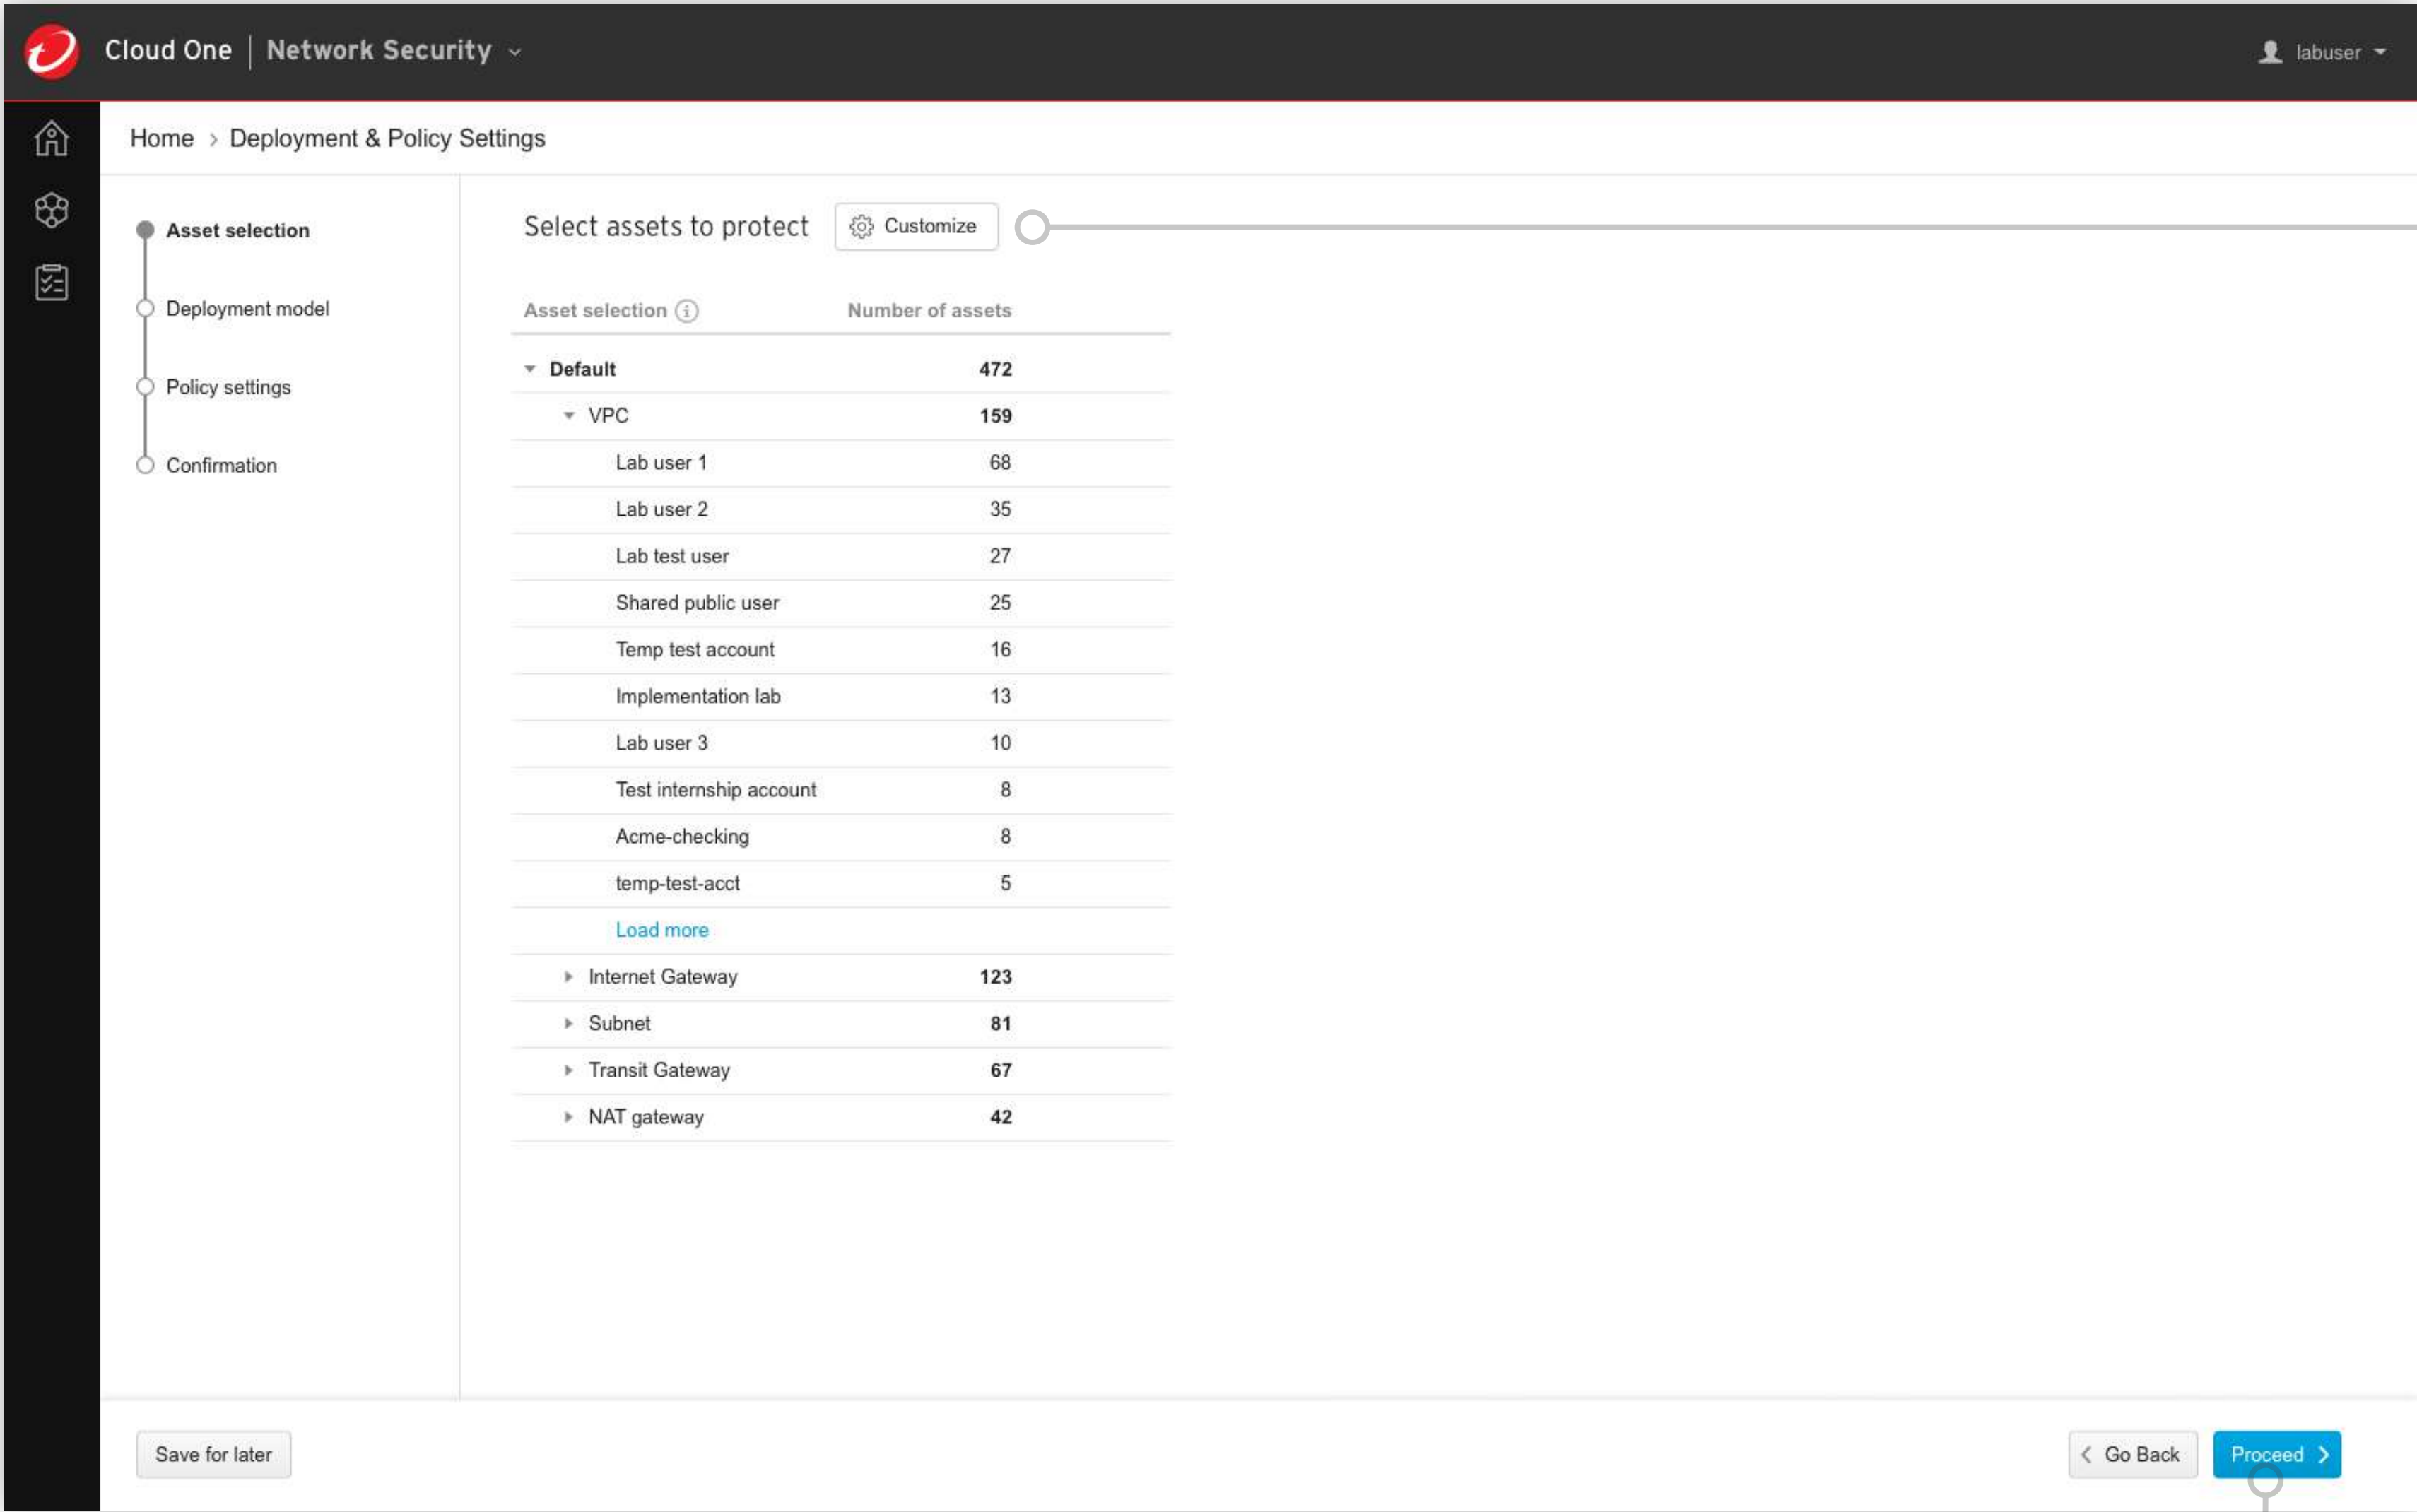 Cloud One | Network Security
labuser
Home > Deployment & Policy Settings
Asset selection
Deployment model
Policy settings
Confirmation
Select assets to protect
Customize
Asset selection Number of assets
Default 472
VPC 159
Lab user 1 68
Lab user 2 35
Lab test user 27
Shared public user 25
Temp test account 16
Implementation lab 13
Lab user 3 10
Test internship account 8
Acme-checking 8
temp-test-acct 5
Load more
Internet Gateway 123
Subnet 81
Transit Gateway 67
NAT gateway 42
Save for later
Go Back
Proceed